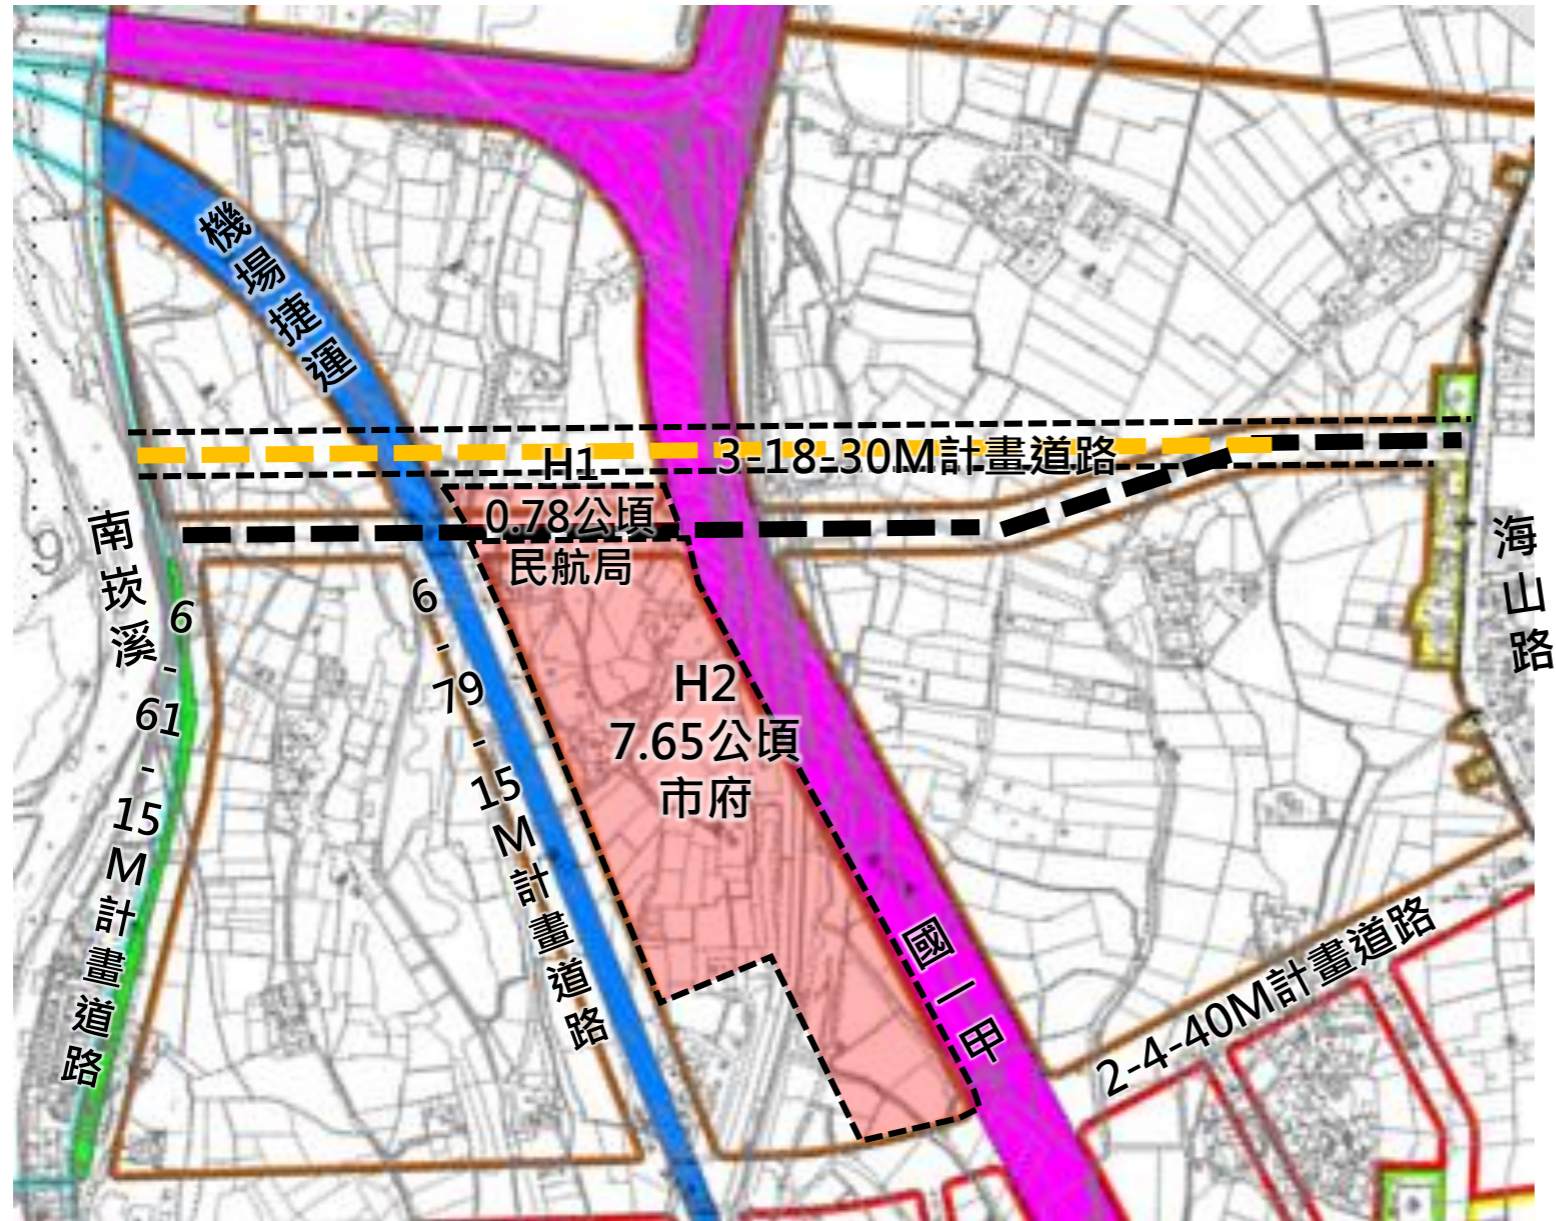 機場捷運
3-18-30M計畫道路
H1
0.78公頃
民航局
南崁溪
9
6-61-15M計畫道路
6-79-15M計畫道路
H2
7.65公頃
市府
國一甲
海山路
2-4-40M計畫道路